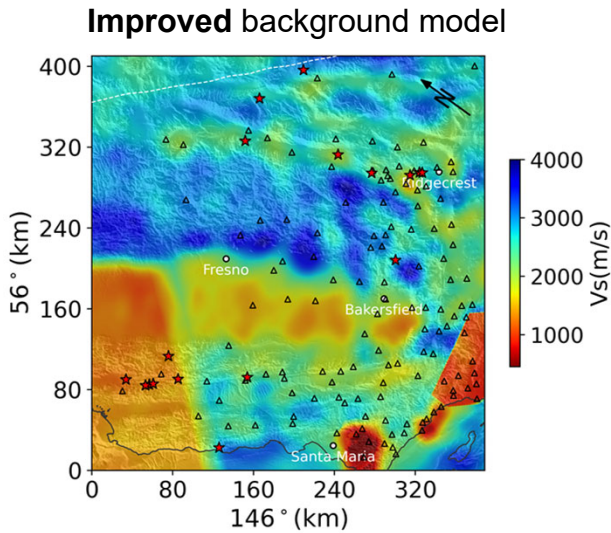 Improved background model
400
320
240
160
80
0
56° (km)
N
Ridgecrest
Fresno
Bakersfield
Santa Maria
0 80 160 240 320
146° (km)
4000
3000
2000
1000
Vs(m/s)